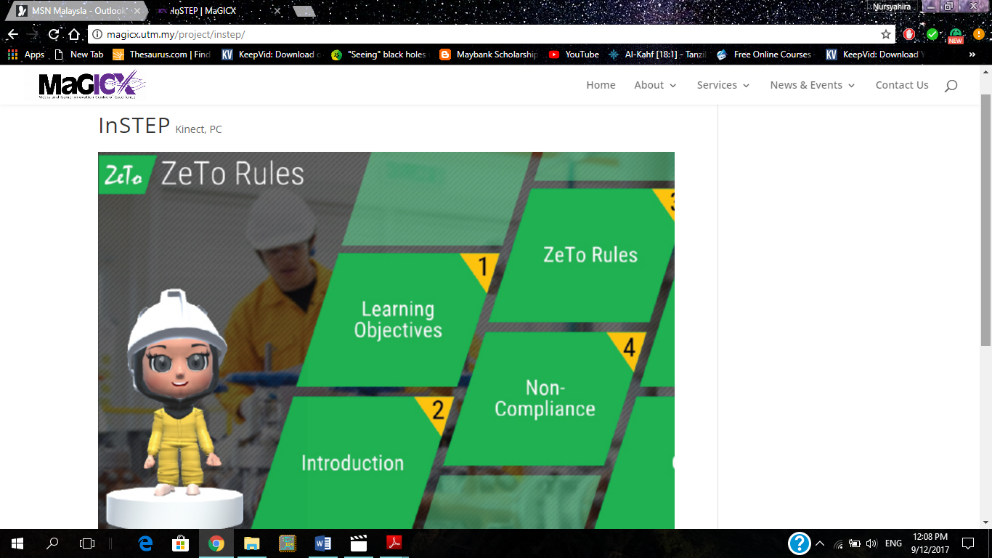 MSN Malaysia - Outlook
InSTEP | MaGICX
Nursyahira
magicx.utm.my/project/instep/
Apps
New Tab
Thesaurus.com | Find
KeepVid: Download
"Seeing" black holes
Maybank Scholarship
YouTube
Al-Kahf [18:1] - Tanzil
Free Online Courses
KeepVid: Download
NEW
MaGICX
Home
About
Services
News & Events
Contact Us
InSTEP Kinect, PC
ZeTo ZeTo Rules
3
ZeTo Rules
1
Learning
Objectives
4
Non-
Compliance
2
Introduction
ENG
12:08 PM
9/12/2017